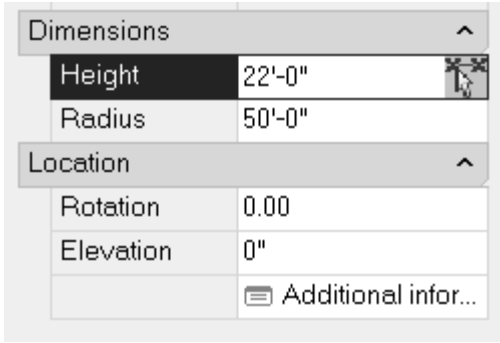 Dimensions
Height 22'-0"
Radius 50'-0"
Location
Rotation 0.00
Elevation 0"
Additional infor...